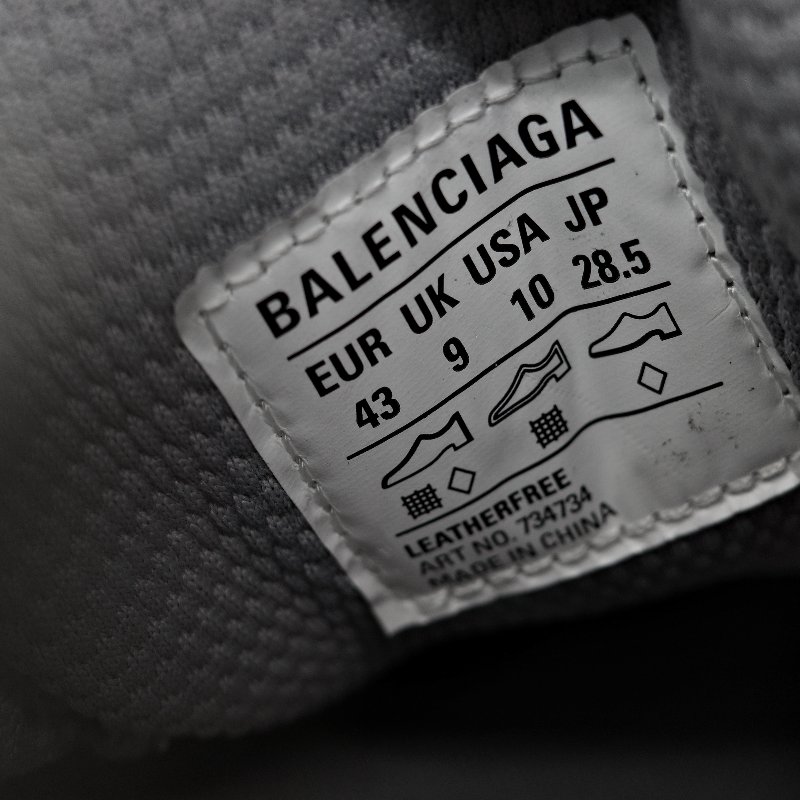 BALENCIAGA
EUR UK USA JP
43 9 10 28.5
LEATHERFREE
ART NO. 734734
MADE IN CHINA